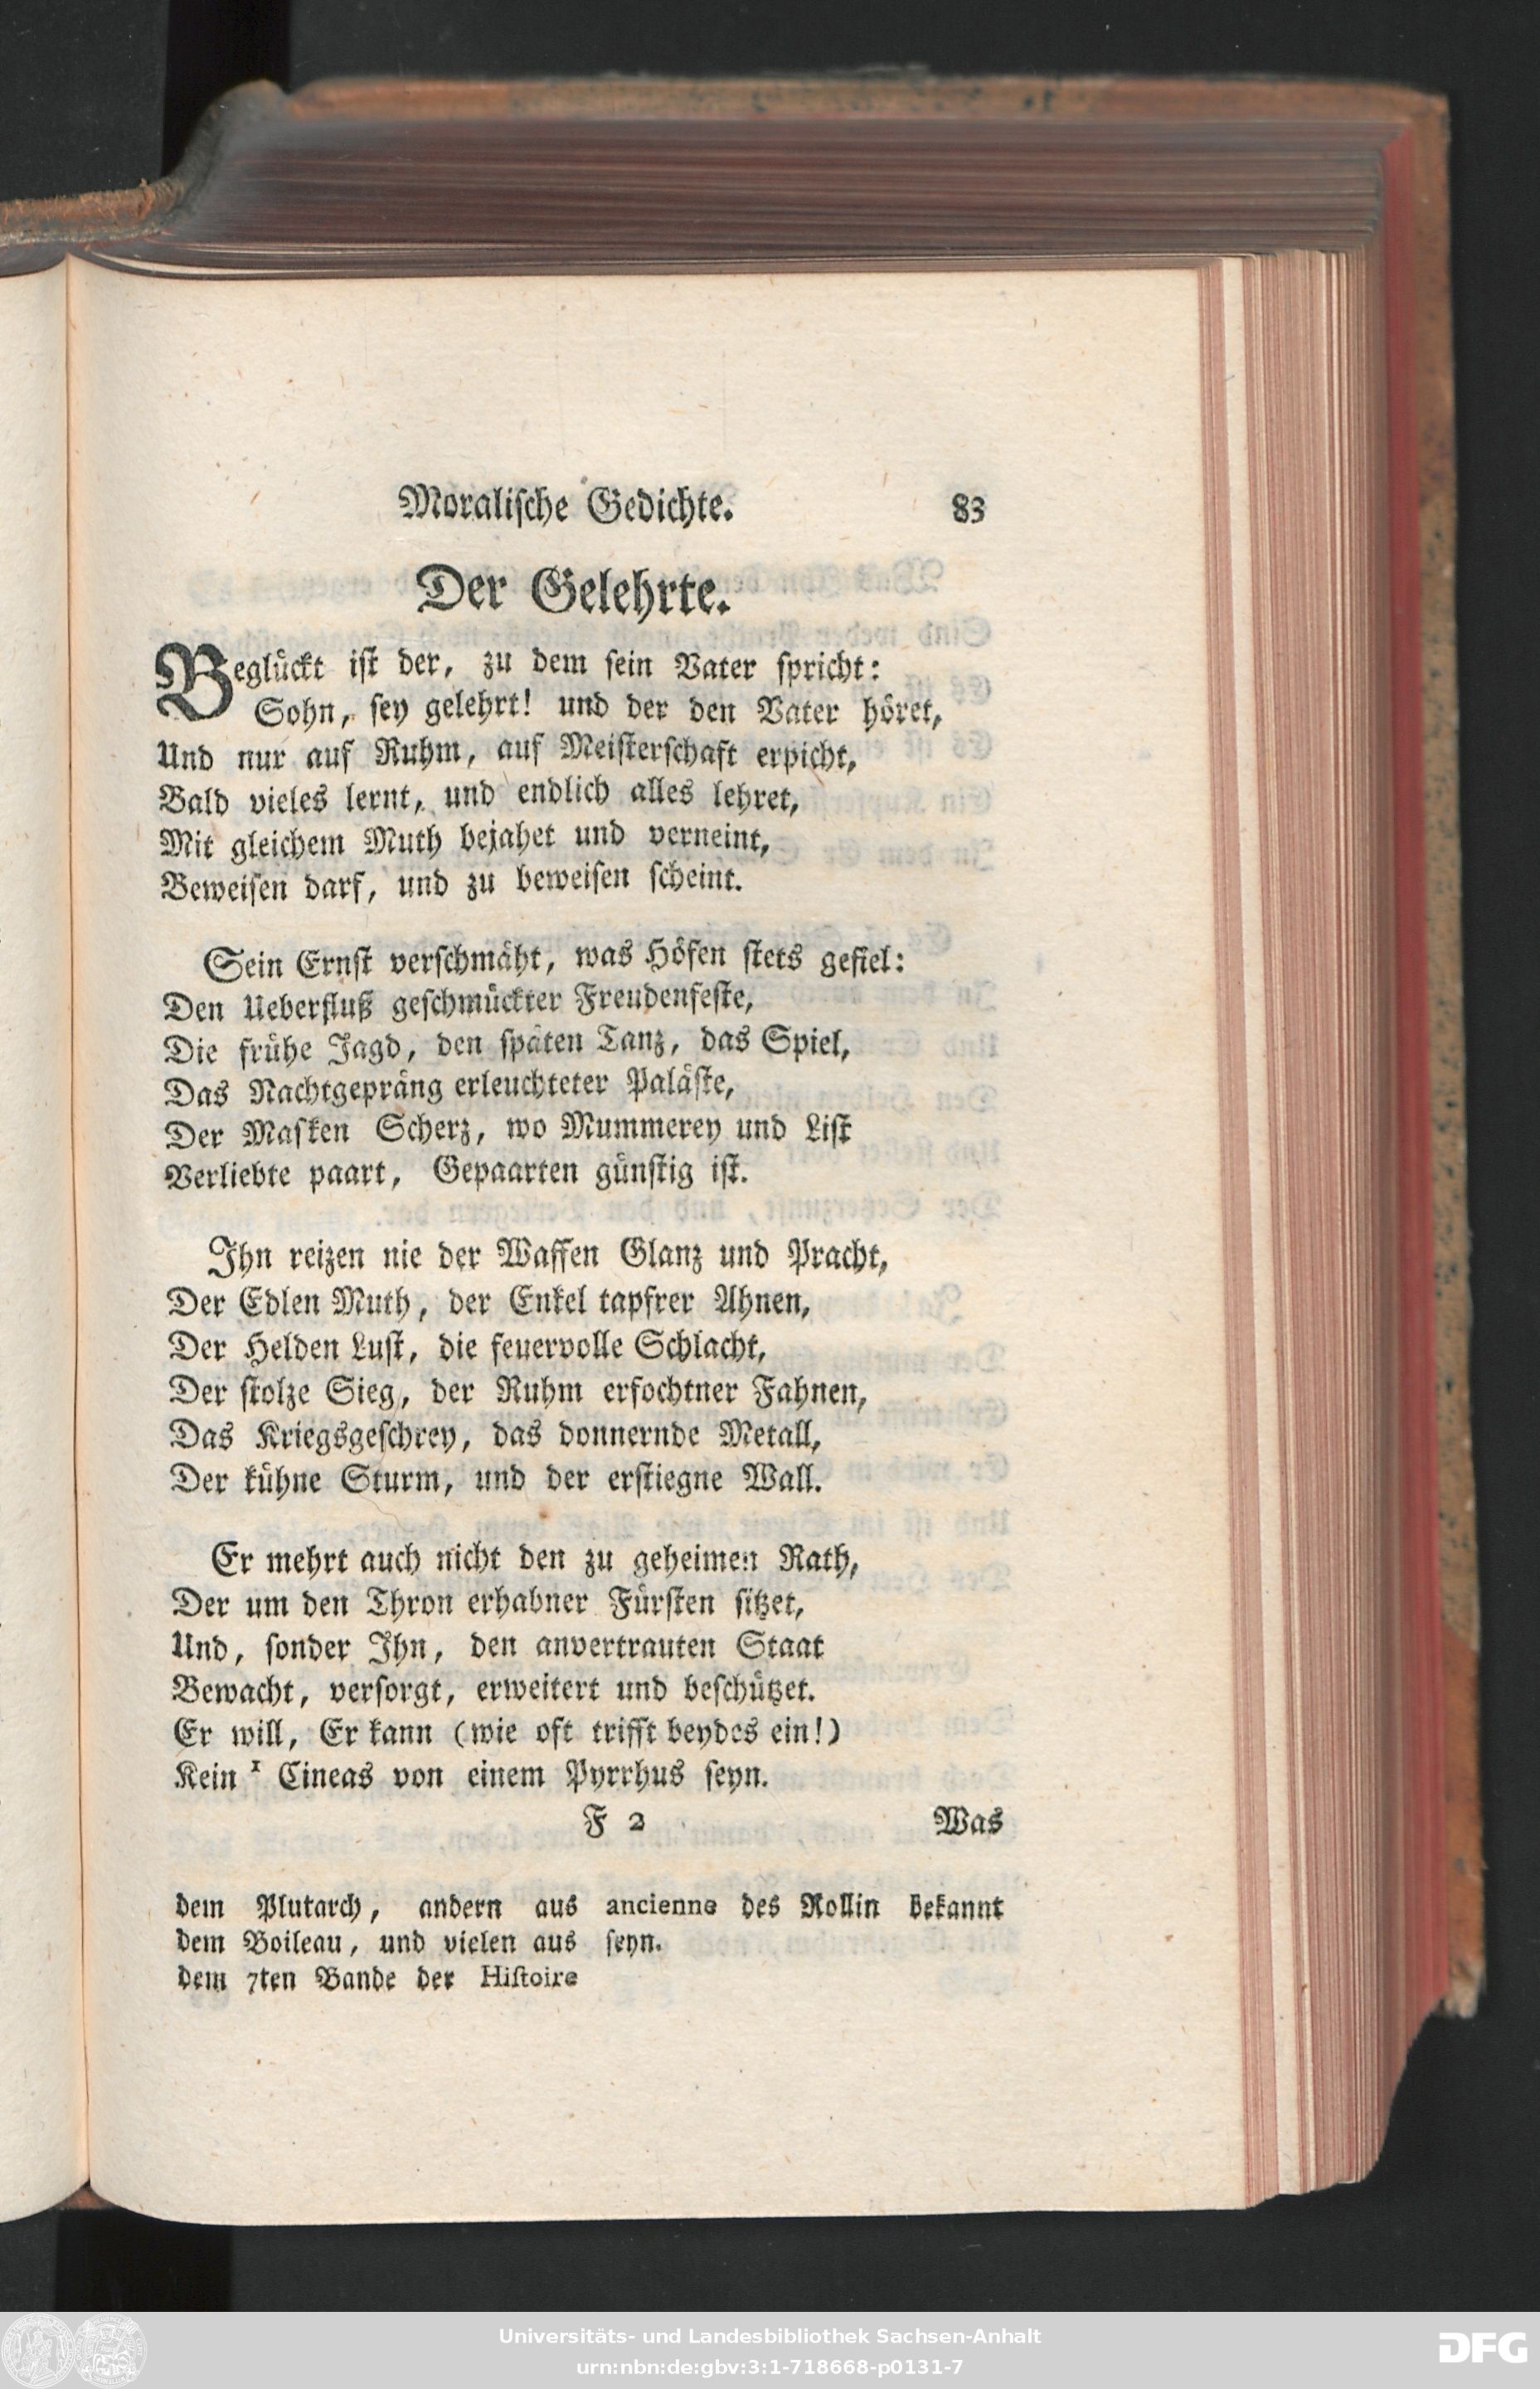 Moraliſche Gedichte. 83
Der Gelehrte.
Beglückt iſt der, zu dem ſein Vater ſpricht:
Sohn, ſey gelehrt! und der den Vater höret,
Und nur auf Ruhm, auf Meiſterſchaft erpicht,
Bald vieles lernt, und endlich alles lehret,
Mit gleichem Muth bejahet und verneint,
Beweiſen darf, und zu beweiſen ſcheint.
Sein Ernſt verſchmäht, was Höfen ſtets gefiel:
Den Ueberfluß geſchmückter Freudenfeſte,
Die frühe Jagd, den ſpäten Tanz, das Spiel,
Das Nachtgepräng erleuchteter Paläſte,
Der Maſken Scherz, wo Mummerey und Liſt
Verliebte paart, Gepaarten günſtig iſt.
Ihn reizen nie der Waffen Glanz und Pracht,
Der Edlen Muth, der Enkel tapfrer Ahnen,
Der Helden Luſt, die feuervolle Schlacht,
Der ſtolze Sieg, der Ruhm erfochtner Fahnen,
Das Kriegsgeſchrey, das donnernde Metall,
Der kühne Sturm, und der erſtiegne Wall.
Er mehrt auch nicht den zu geheimen Rath,
Der um den Thron erhabner Fürſten ſitzet,
Und, ſonder Ihn, den anvertrauten Staat
Bewacht, verſorgt, erweitert und beſchützet.
Er will, Er kann (wie oft trifft beydes ein!)
Kein ¹ Cineas von einem Pyrrhus ſeyn.
F 2 Was
dem Plutarch, andern aus
dem Boileau, und vielen aus
dem 7ten Bande der Hiſtoire
ancienne des Rollin bekannt
ſeyn.
Universitäts- und Landesbibliothek Sachsen-Anhalt
urn:nbn:de:gbv:3:1-718668-p0131-7
DFG